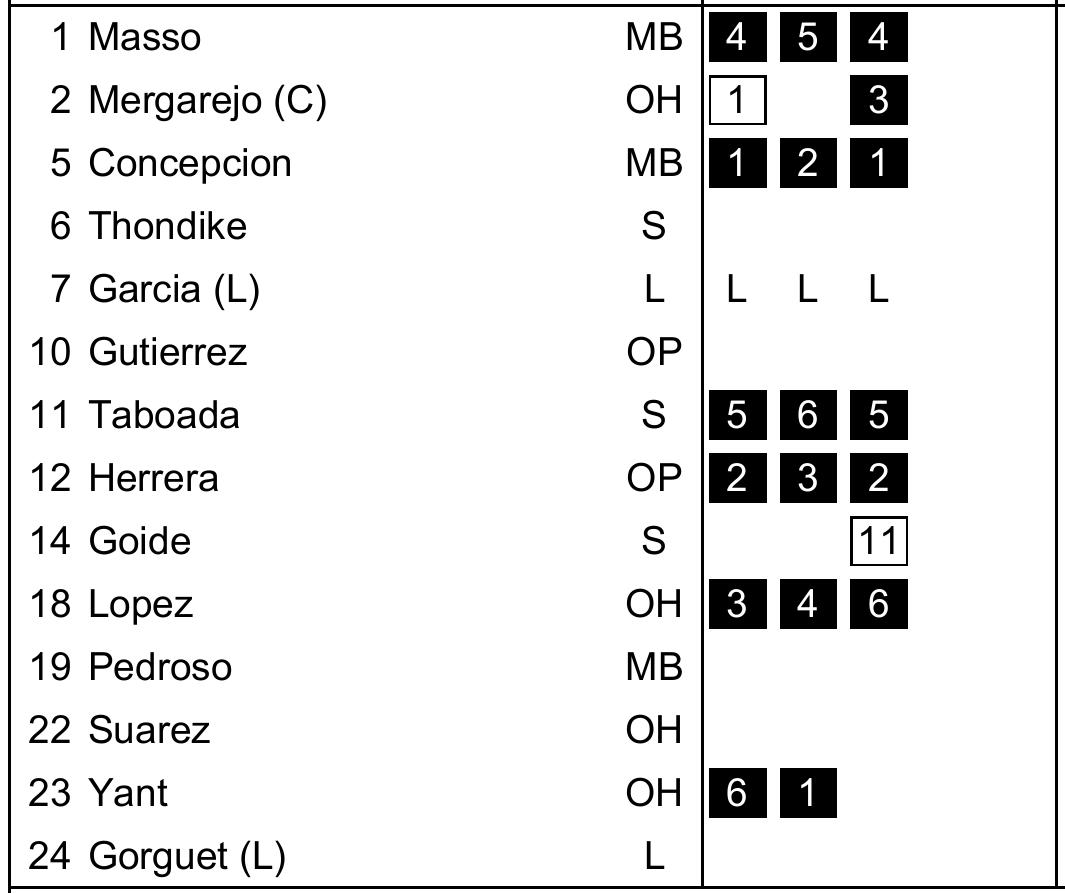 1 Masso MB 4 5 4
2 Mergarejo (C) OH 1 3
5 Concepcion MB 1 2 1
6 Thondike S
7 Garcia (L) L L L L
10 Gutierrez OP
11 Taboada S 5 6 5
12 Herrera OP 2 3 2
14 Goide S 11
18 Lopez OH 3 4 6
19 Pedroso MB
22 Suarez OH
23 Yant OH 6 1
24 Gorguet (L) L